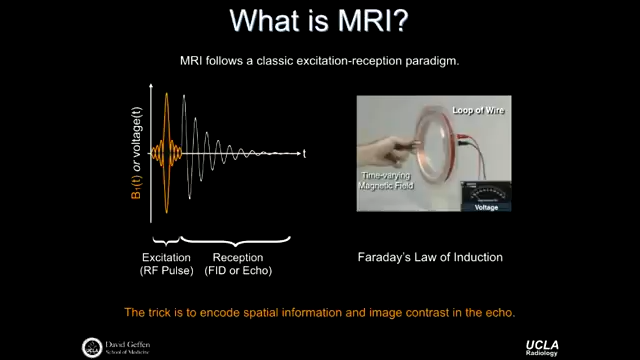 What is MRI?
MRI follows a classic excitation-reception paradigm.
B1(t) or voltage(t)
t
Excitation
(RF Pulse)
Reception
(FID or Echo)
Loop of Wire
Time-varying
Magnetic Field
Voltage
Faraday's Law of Induction
The trick is to encode spatial information and image contrast in the echo.
UCLA
David Geffen
School of Medicine
UCLA
Radiology